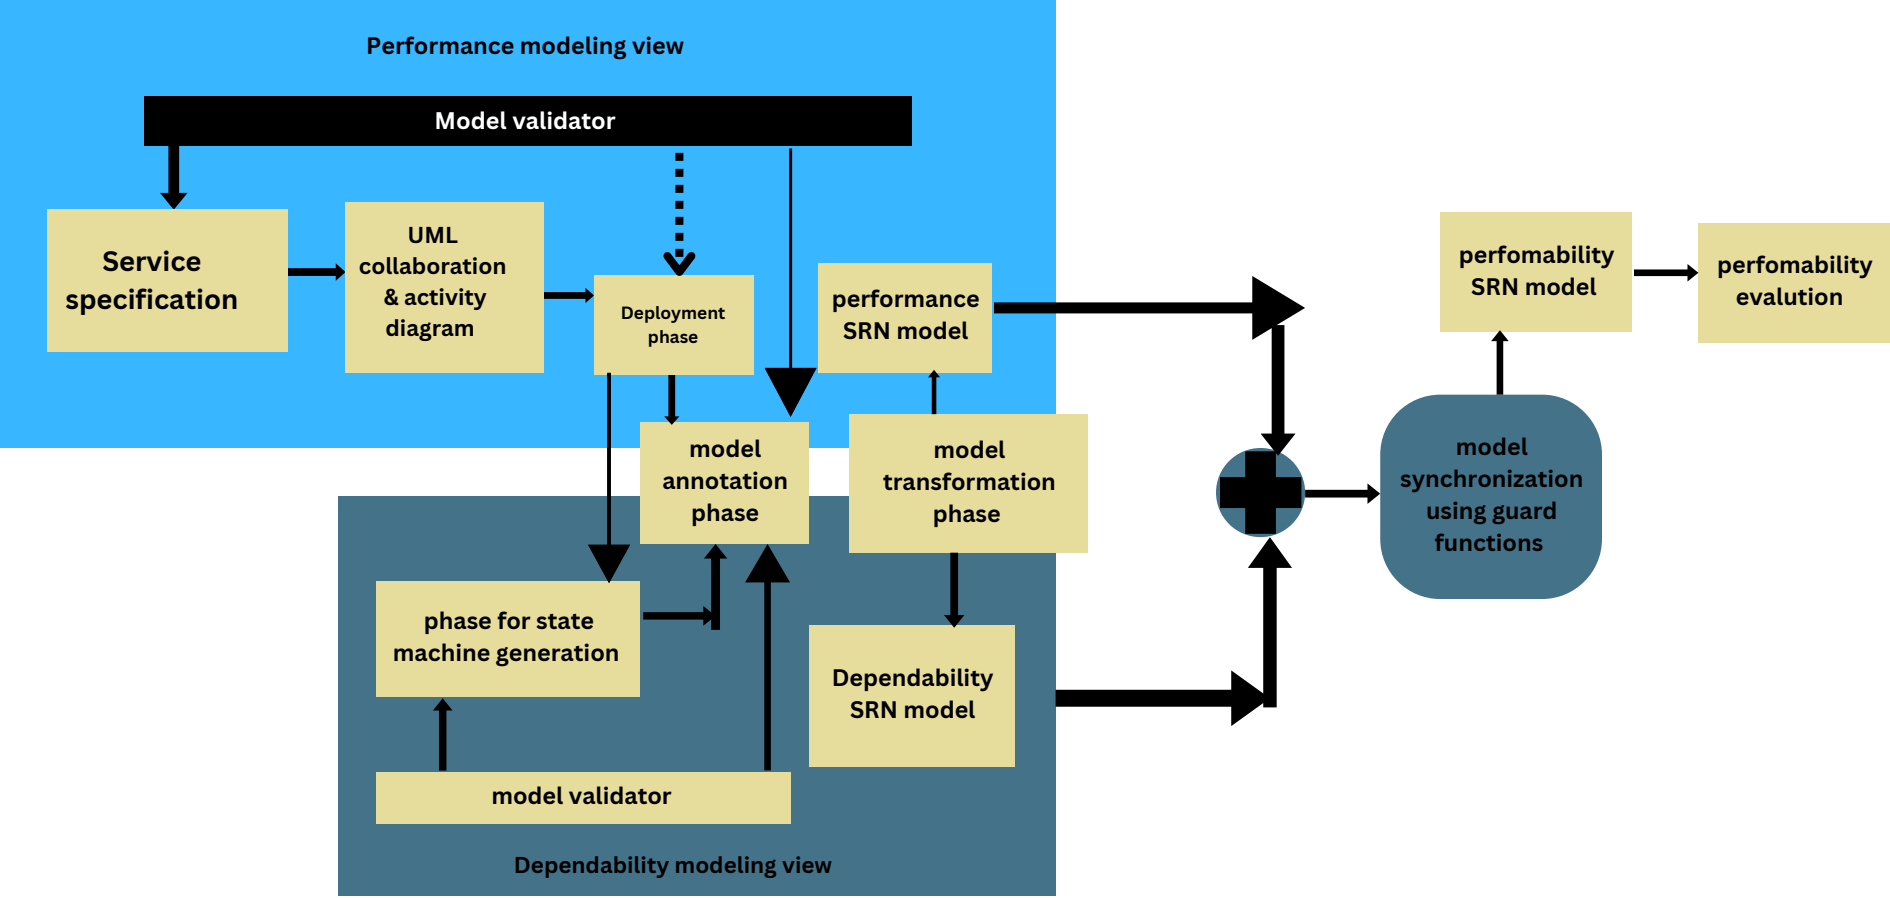 Performance modeling view
Model validator
Service
specification
UML
collaboration
& activity
diagram
Deployment
phase
performance
SRN model
model
annotation
phase
model
transformation
phase
phase for state
machine generation
Dependability
SRN model
model validator
Dependability modeling view
model
synchronization
using guard
functions
perfomability
SRN model
perfomability
evalution